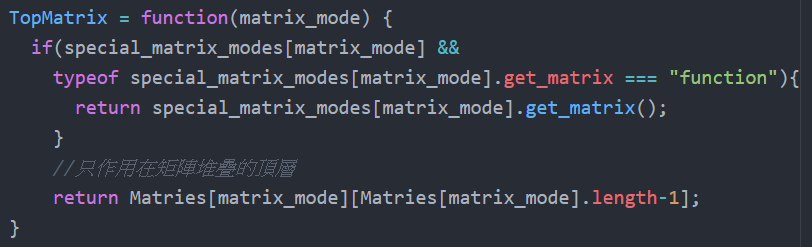 TopMatrix = function(matrix_mode) {
  if(special_matrix_modes[matrix_mode] &&
    typeof special_matrix_modes[matrix_mode].get_matrix === "function"){
      return special_matrix_modes[matrix_mode].get_matrix();
    }
    //只作用在矩陣堆疊的頂層
    return Matries[matrix_mode][Matries[matrix_mode].length-1];
}